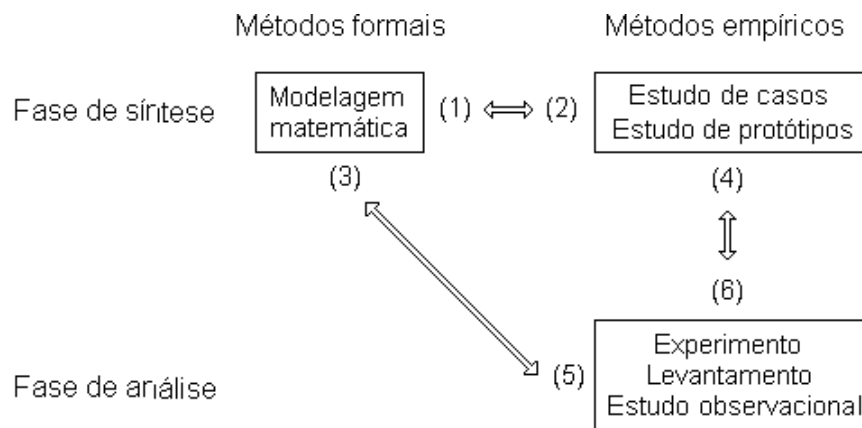 Métodos formais
Métodos empíricos
Fase de síntese
Modelagem
matemática
(1)
(2)
Estudo de casos
Estudo de protótipos
(3)
(4)
(6)
Fase de análise
(5)
Experimento
Levantamento
Estudo observacional